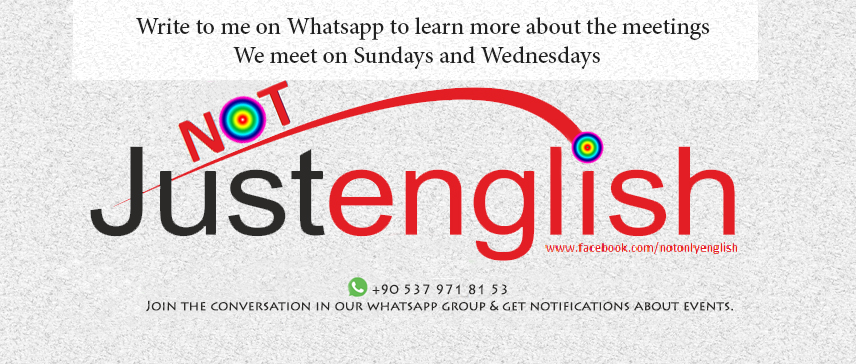 Write to me on Whatsapp to learn more about the meetings
We meet on Sundays and Wednesdays
NOT
Justenglish
www.facebook.com/notonlyenglish
+90 537 971 81 53
Join the conversation in our whatsapp group & get notifications about events.